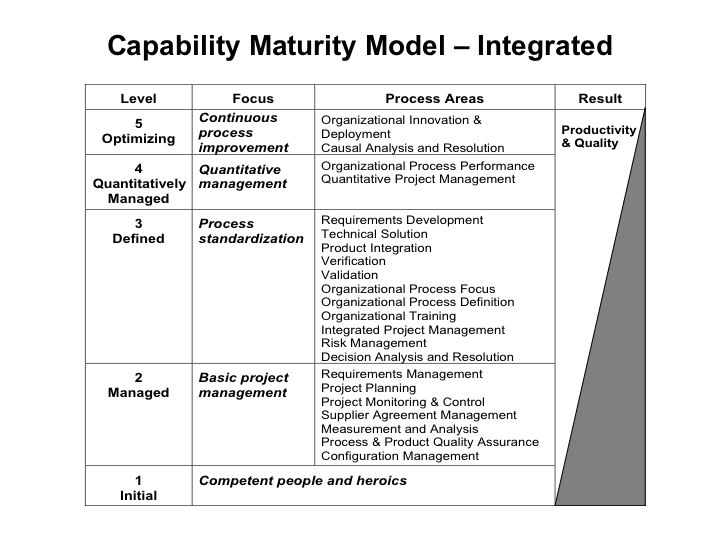 Capability Maturity Model – Integrated
Level Focus Process Areas Result
5
Optimizing
Continuous
process
improvement
Organizational Innovation &
Deployment
Causal Analysis and Resolution
Productivity
& Quality
4
Quantitatively
Managed
Quantitative
management
Organizational Process Performance
Quantitative Project Management
3
Defined
Process
standardization
Requirements Development
Technical Solution
Product Integration
Verification
Validation
Organizational Process Focus
Organizational Process Definition
Organizational Training
Integrated Project Management
Risk Management
Decision Analysis and Resolution
2
Managed
Basic project
management
Requirements Management
Project Planning
Project Monitoring & Control
Supplier Agreement Management
Measurement and Analysis
Process & Product Quality Assurance
Configuration Management
1
Initial
Competent people and heroics